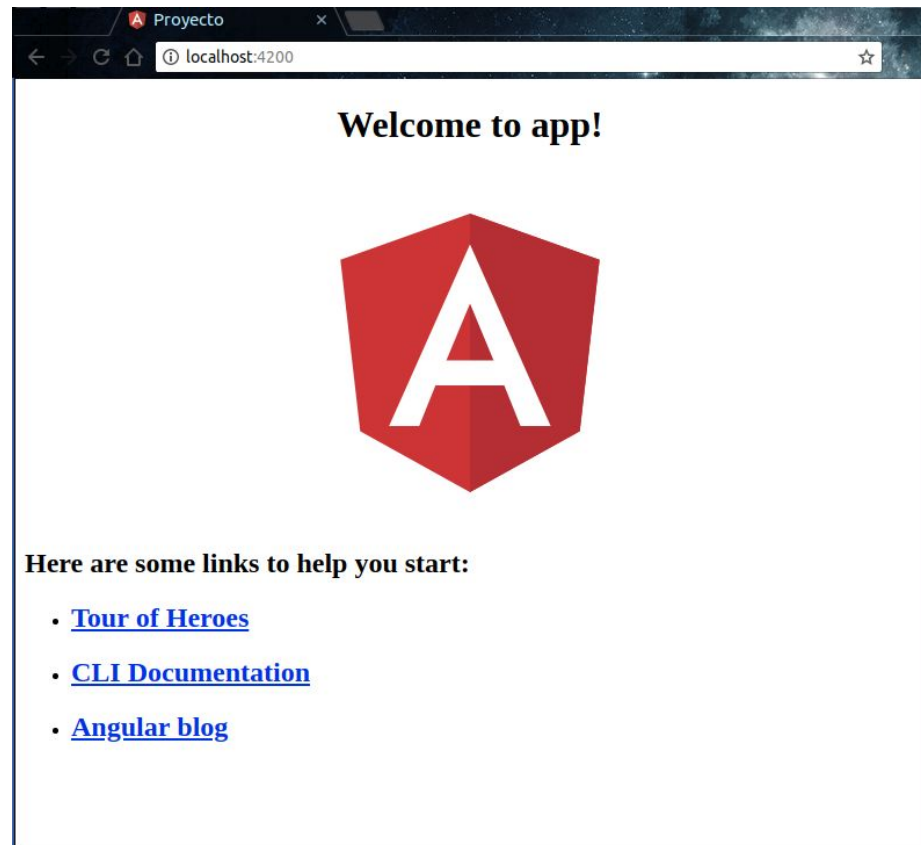 Proyecto
localhost:4200
Welcome to app!
A
Here are some links to help you start:
Tour of Heroes
CLI Documentation
Angular blog